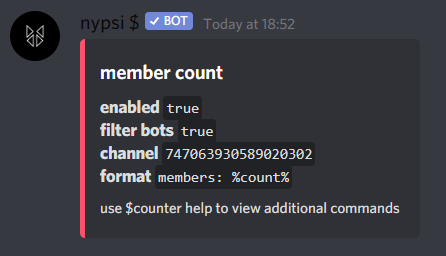 nypsi $ ✓ BOT Today at 18:52
member count
enabled true
filter bots true
channel 747063930589020302
format members: %count%
use $counter help to view additional commands